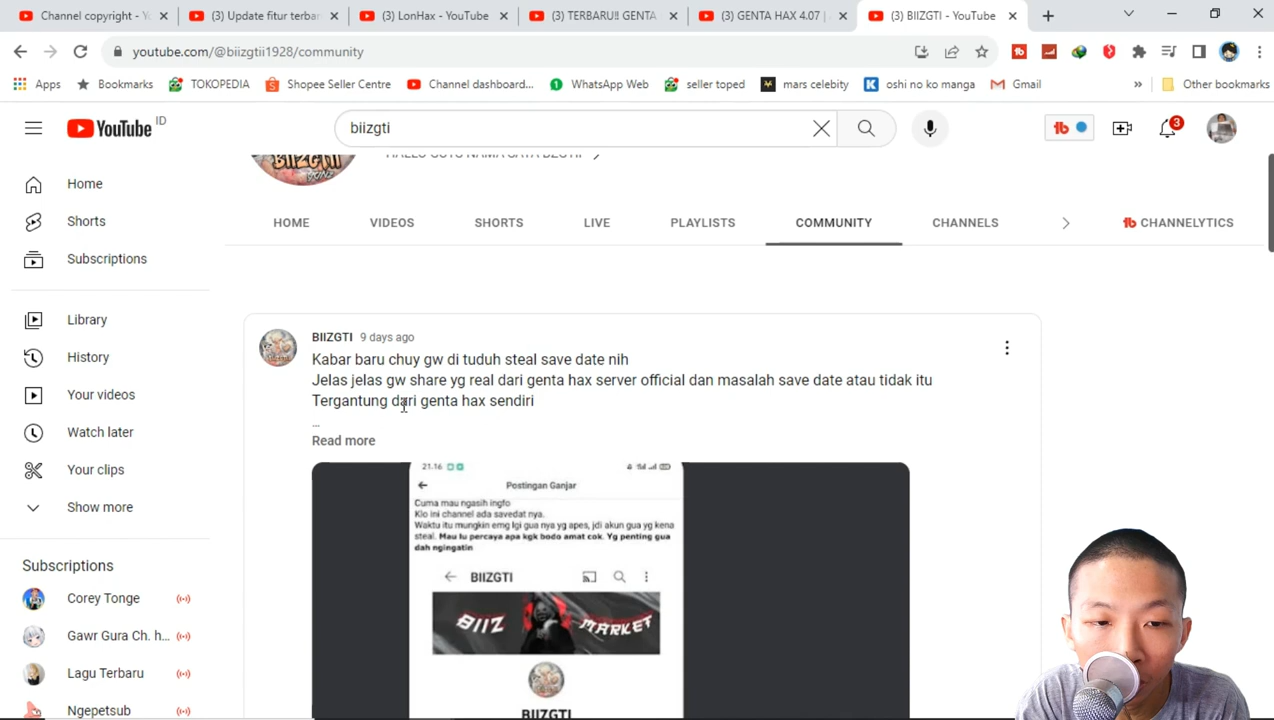 Channel copyright - Y
(3) Update fitur terbar
(3) LonHax - YouTube
(3) TERBARU!! GENTA
(3) GENTA HAX 4.07 |
(3) BIIZGTI - YouTube
youtube.com/@biizgtii1928/community
Apps
Bookmarks
TOKOPEDIA
Shopee Seller Centre
Channel dashboard...
WhatsApp Web
seller toped
mars celebity
oshi no ko manga
Gmail
»
Other bookmarks
YouTube ID
biizgti
3
Home
Shorts
Subscriptions
Library
History
Your videos
Watch later
Your clips
Show more
Subscriptions
Corey Tonge
Gawr Gura Ch. h...
Lagu Terbaru
Ngepetsub
HOME
VIDEOS
SHORTS
LIVE
PLAYLISTS
COMMUNITY
CHANNELS
CHANNELYTICS
BIIZGTI 9 days ago
Kabar baru chuy gw di tuduh steal save date nih
Jelas jelas gw share yg real dari genta hax server official dan masalah save date atau tidak itu
Tergantung dari genta hax sendiri
...
Read more
21.16
Postingan Ganjar
Cuma mau ngasih ingfo
Klo ini channel ada savedat nya.
Waktu itu mungkin emg lgi gua nya yg apes, jdi akun gua yg kena
steal. Mau lu percaya apa kgk bodo amat cok. Yg penting gua
dah ngingatin
BIIZGTI
BIIZ MARKET
BIIZGTI